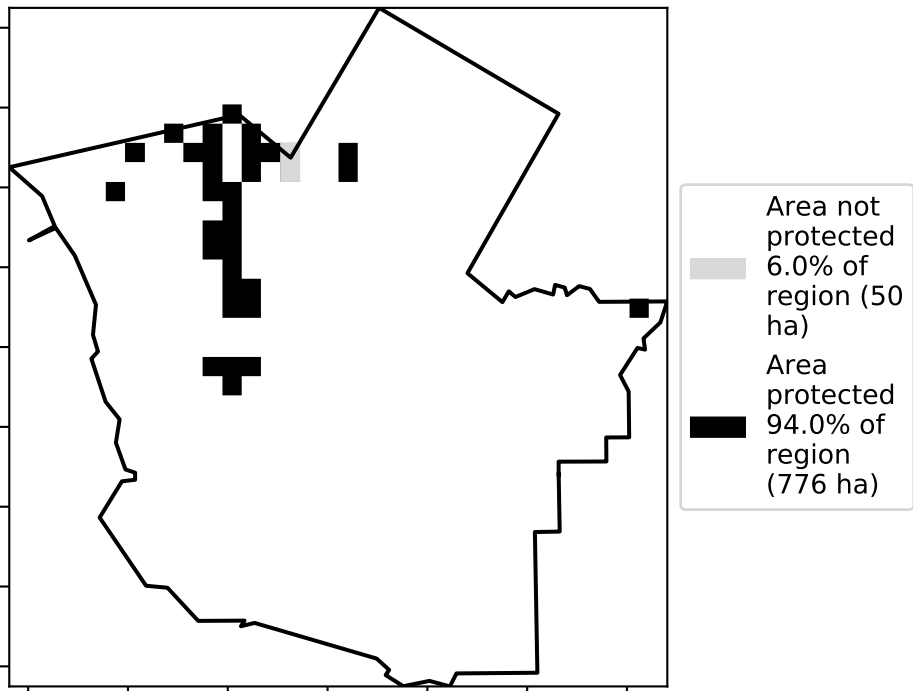 Area not
protected
6.0% of
region (50
ha)
Area
protected
94.0% of
region
(776 ha)